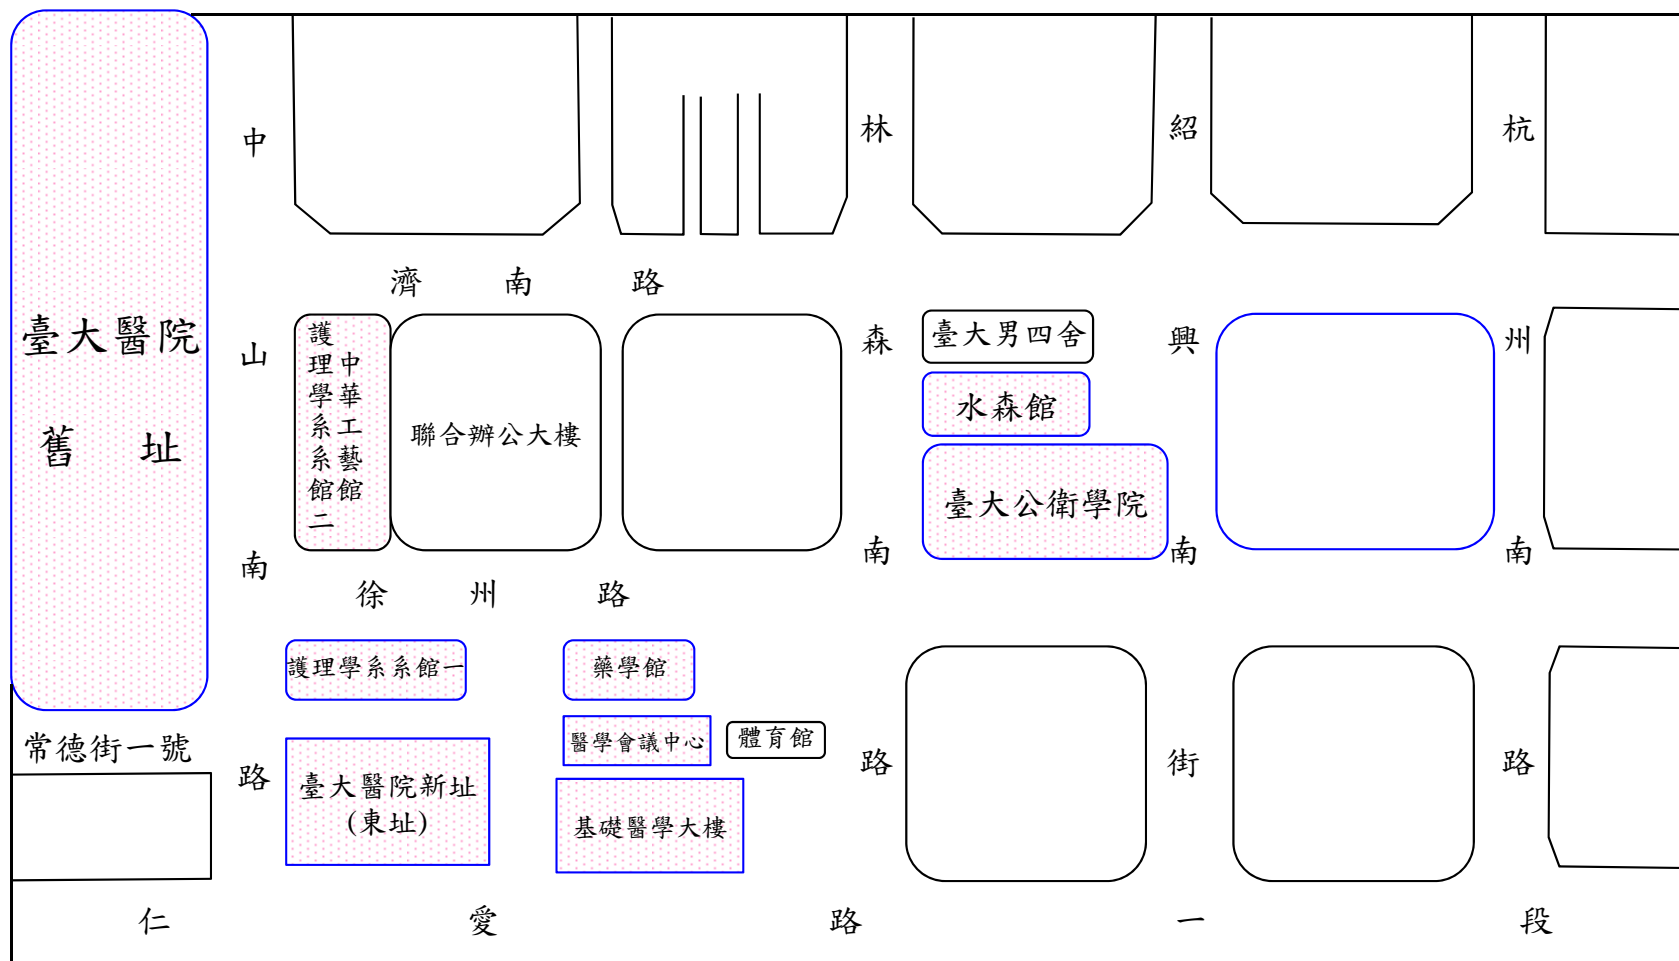 臺大醫院
舊址
常德街一號
中山南路
濟南路
護理學系系館二
中華工藝館
聯合辦公大樓
徐州路
護理學系系館一
藥學館
醫學會議中心
體育館
臺大醫院新址
(東址)
基礎醫學大樓
林森南路
臺大男四舍
水森館
臺大公衛學院
紹興南街
杭州南路
仁愛路一段